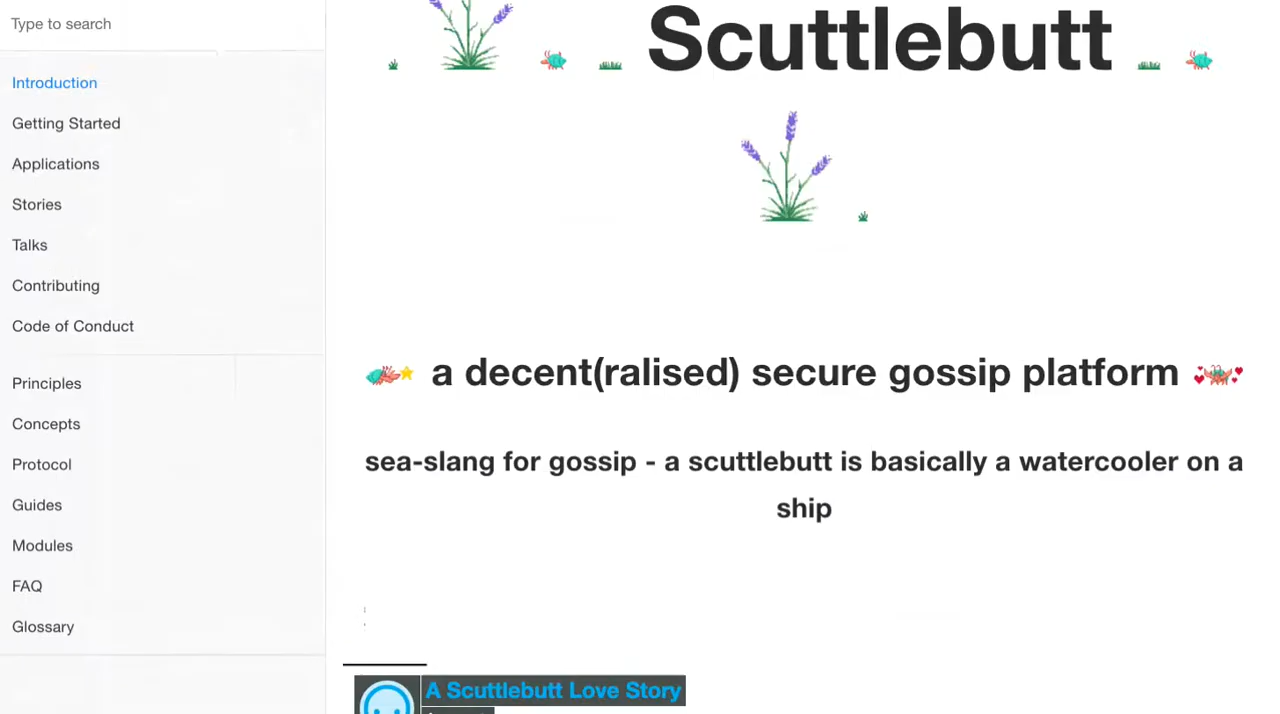 Type to search
Introduction
Getting Started
Applications
Stories
Talks
Contributing
Code of Conduct
Principles
Concepts
Protocol
Guides
Modules
FAQ
Glossary
Scuttlebutt
a decent(ralised) secure gossip platform
sea-slang for gossip - a scuttlebutt is basically a watercooler on a
ship
A Scuttlebutt Love Story